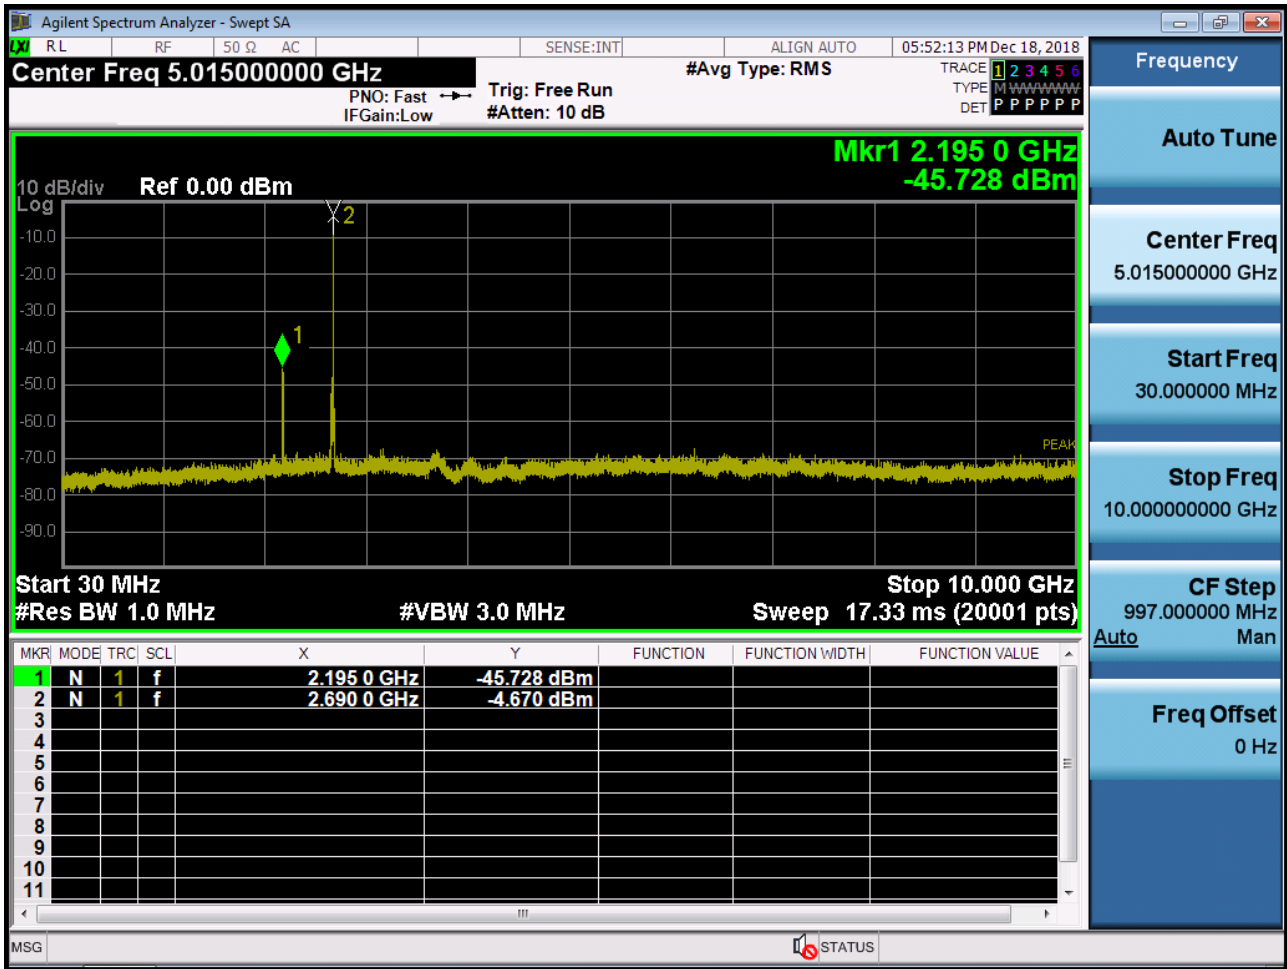 Agilent Spectrum Analyzer - Swept SA
LXI RL RF 50 Ω AC SENSE:INT ALIGN AUTO 05:52:13 PM Dec 18, 2018
Center Freq 5.015000000 GHz
PNO: Fast
IFGain:Low
Trig: Free Run
#Atten: 10 dB
#Avg Type: RMS
TRACE 1 2 3 4 5 6
TYPE M WWWWW
DET P P P P P P
Mkr1 2.195 0 GHz
-45.728 dBm
10 dB/div Ref 0.00 dBm
Log
-10.0
-20.0
-30.0
-40.0
-50.0
-60.0
-70.0
-80.0
-90.0
1
2
PEAK
Start 30 MHz Stop 10.000 GHz
#Res BW 1.0 MHz #VBW 3.0 MHz Sweep 17.33 ms (20001 pts)
MKR MODE TRC SCL X Y FUNCTION FUNCTION WIDTH FUNCTION VALUE
1 N 1 f 2.195 0 GHz -45.728 dBm
2 N 1 f 2.690 0 GHz -4.670 dBm
3
4
5
6
7
8
9
10
11
MSG STATUS
Frequency
Auto Tune
Center Freq
5.015000000 GHz
Start Freq
30.000000 MHz
Stop Freq
10.000000000 GHz
CF Step
997.000000 MHz
Auto Man
Freq Offset
0 Hz